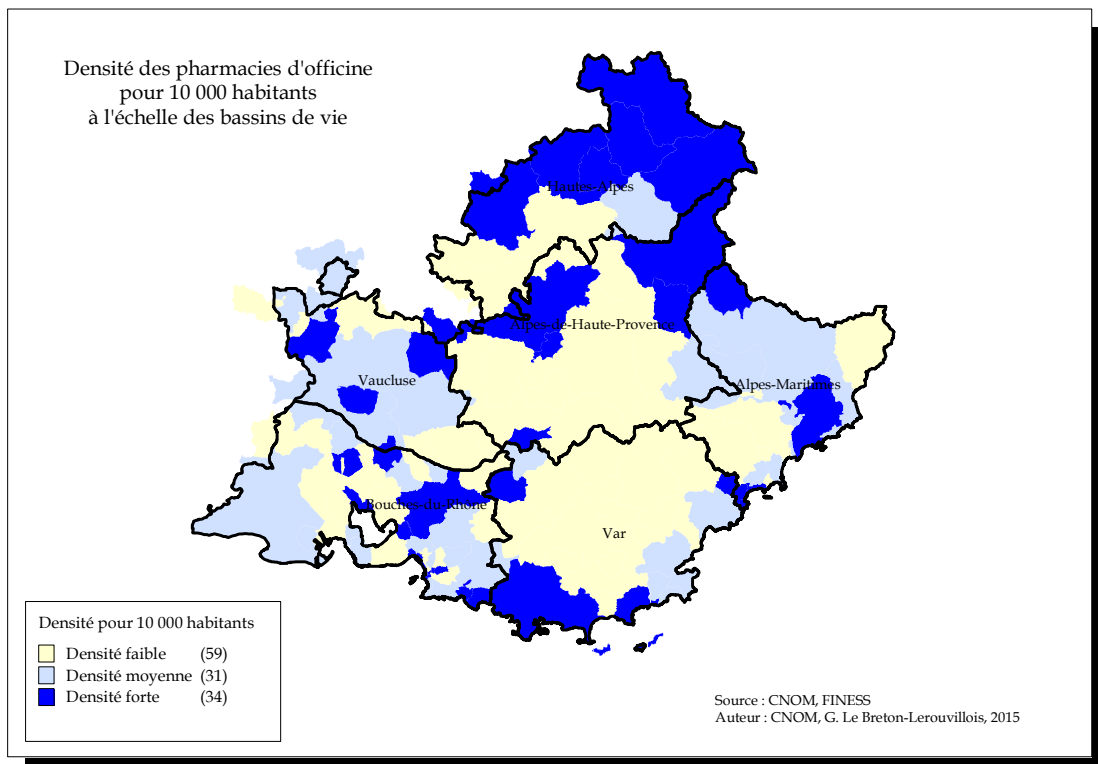 Densité des pharmacies d'officine
pour 10 000 habitants
à l'échelle des bassins de vie
Hautes-Alpes
Alpes-de-Haute-Provence
Vaucluse
Alpes-Maritimes
Bouches-du-Rhône
Var
Densité pour 10 000 habitants
Densité faible (59)
Densité moyenne (31)
Densité forte (34)
Source : CNOM, FINESS
Auteur : CNOM, G. Le Breton-Lerouvillois, 2015